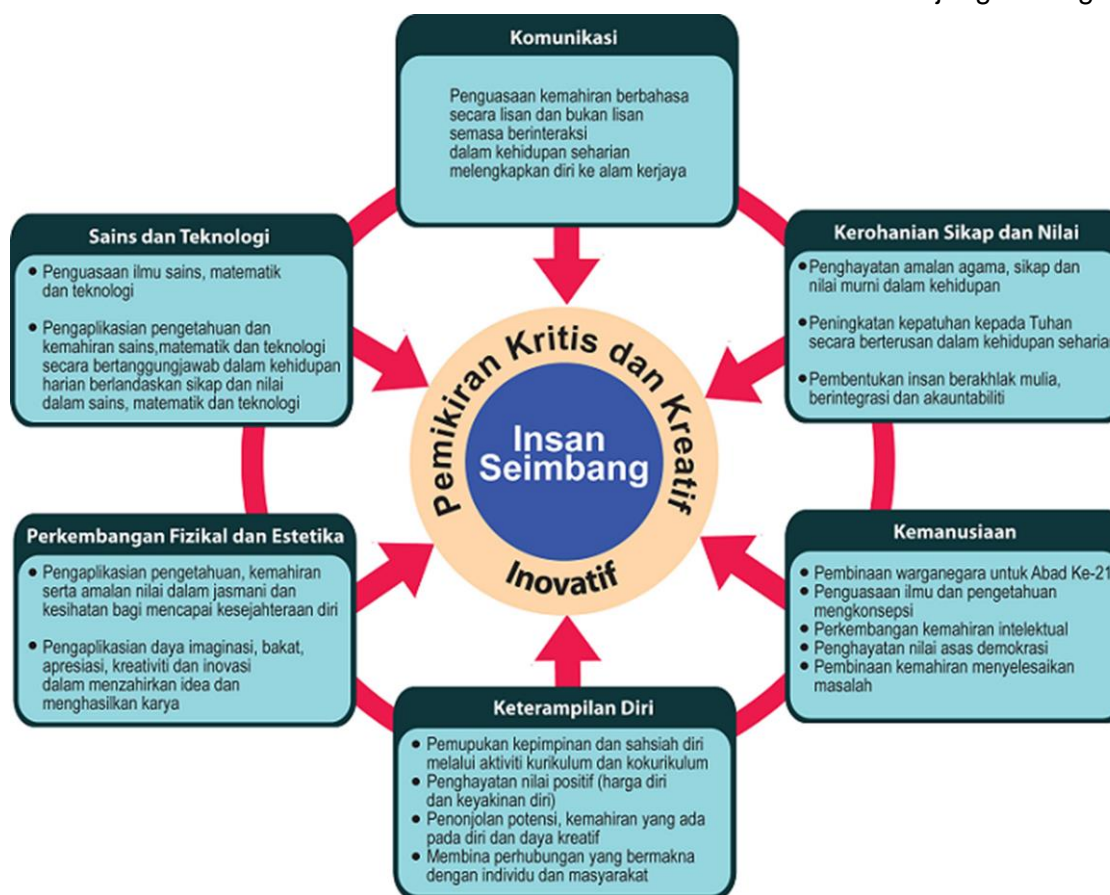 Komunikasi
Penguasaan kemahiran berbahasa
secara lisan dan bukan lisan
semasa berinteraksi
dalam kehidupan seharian
melengkapkan diri ke alam kerjaya
Sains dan Teknologi
• Penguasaan ilmu sains, matematik
dan teknologi
• Pengaplikasian pengetahuan dan
kemahiran sains,matematik dan teknologi
secara bertanggungjawab dalam kehidupan
harian berlandaskan sikap dan nilai
dalam sains, matematik dan teknologi
Kerohanian Sikap dan Nilai
• Penghayatan amalan agama, sikap dan
nilai murni dalam kehidupan
• Peningkatan kepatuhan kepada Tuhan
secara berterusan dalam kehidupan seharian
• Pembentukan insan berakhlak mulia,
berintegrasi dan akauntabiliti
Pemikiran Kritis dan Kreatif
Insan
Seimbang
Inovatif
Perkembangan Fizikal dan Estetika
• Pengaplikasian pengetahuan, kemahiran
serta amalan nilai dalam jasmani dan
kesihatan bagi mencapai kesejahteraan diri
• Pengaplikasian daya imaginasi, bakat,
apresiasi, kreativiti dan inovasi
dalam menzahirkan idea dan
menghasilkan karya
Kemanusiaan
• Pembinaan warganegara untuk Abad Ke-21
• Penguasaan ilmu dan pengetahuan
mengkonsepsi
• Perkembangan kemahiran intelektual
• Penghayatan nilai asas demokrasi
• Pembinaan kemahiran menyelesaikan
masalah
Keterampilan Diri
• Pemupukan kepimpinan dan sahsiah diri
melalui aktiviti kurikulum dan kokurikulum
• Penghayatan nilai positif (harga diri
dan keyakinan diri)
• Penonjolan potensi, kemahiran yang ada
pada diri dan daya kreatif
• Membina perhubungan yang bermakna
dengan individu dan masyarakat